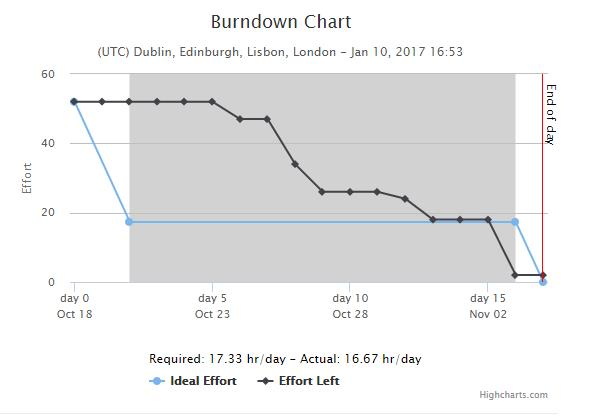 Burndown Chart
(UTC) Dublin, Edinburgh, Lisbon, London - Jan 10, 2017 16:53
60
40
20
0
Effort
End of day
day 0
Oct 18
day 5
Oct 23
day 10
Oct 28
day 15
Nov 02
Required: 17.33 hr/day - Actual: 16.67 hr/day
Ideal Effort
Effort Left
Highcharts.com